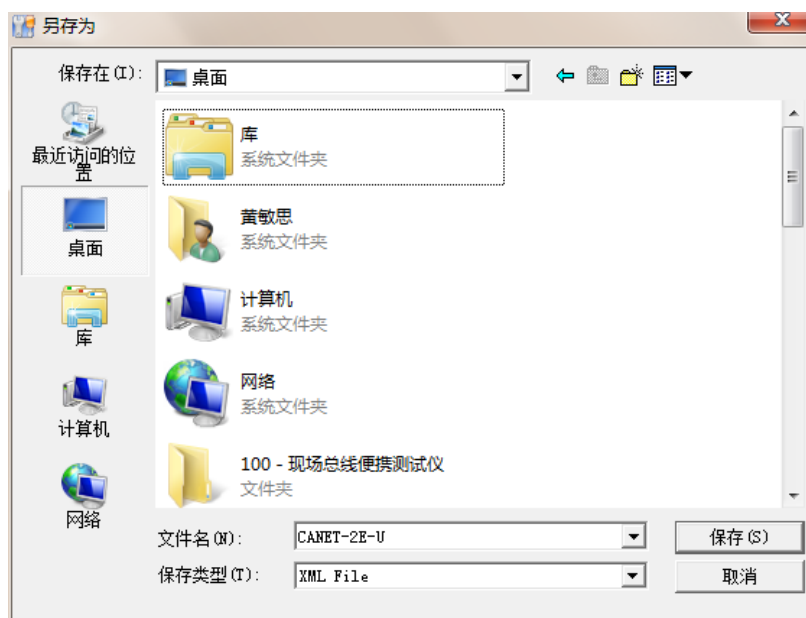 另存为
保存在(I):
桌面
最近访问的位置
桌面
库
计算机
网络
库
系统文件夹
黄敏思
系统文件夹
计算机
系统文件夹
网络
系统文件夹
100 - 现场总线便携测试仪
文件夹
文件名(N):
CANET-2E-U
保存(S)
保存类型(T):
XML File
取消